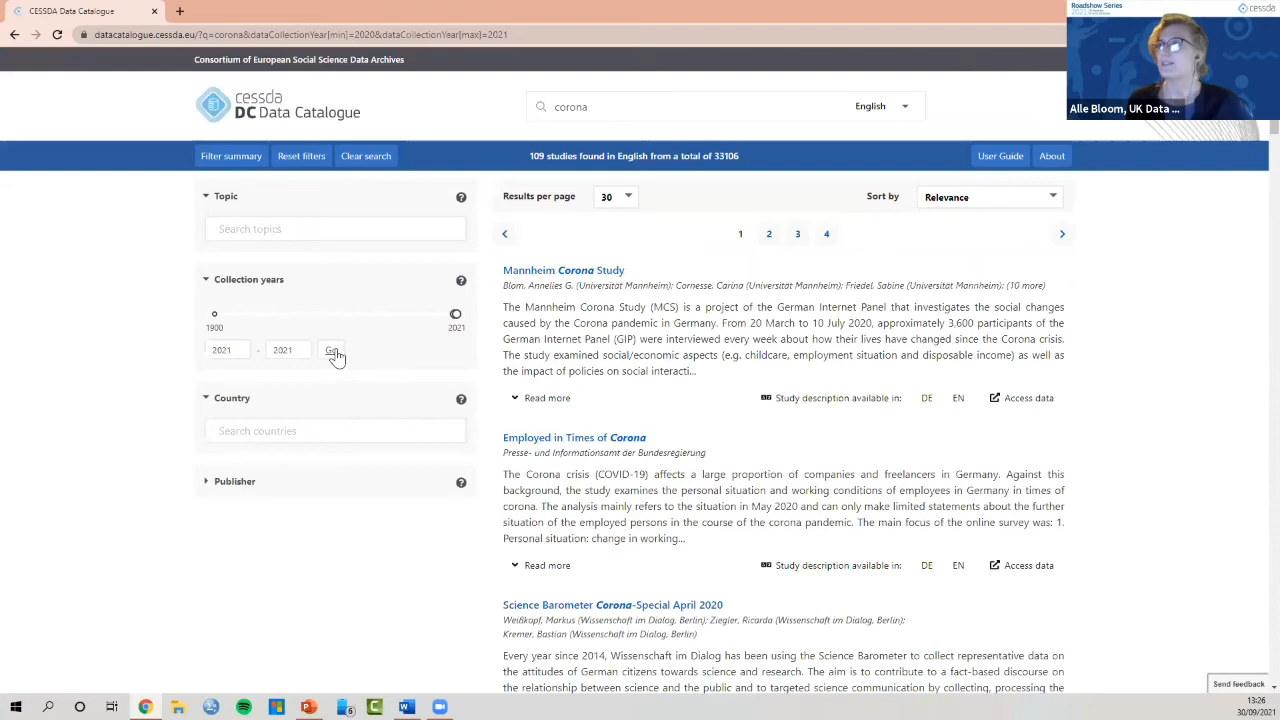 CESSDA Data Catalogue
datacatalogue.cessda.eu/?q=corona&dataCollectionYear[min]=202
dataCollectionYe
]=2021
Roadshow Series
cessda
Alle Bloom, UK Data ...
Consortium of European Social Science Data Archives
cessda
DC Data Catalogue
corona
English
Filter summary
Reset filters
Clear search
109 studies found in English from a total of 33106
User Guide
About
Topic
Search topics
Collection years
1900
2021
2021 - 2021
Country
Search countries
Publisher
Results per page
30
Sort by
Relevance
1 2 3 4
Mannheim Corona Study
Blom, Annelies G. (Universität Mannheim); Cornesse, Carina (Universität Mannheim); Friedel, Sabine (Universität Mannheim); (10 more)
The Mannheim Corona Study (MCS) is a project of the German Internet Panel that investigates the social changes
caused by the Corona pandemic in Germany. From 20 March to 10 July 2020, approximately 3,600 participants of the
German Internet Panel (GIP) were interviewed every week about how their lives have changed since the Corona crisis.
The study examined social/economic aspects (e.g. childcare, employment situation and disposable income) as well as
the impact of policies on social interacti...
Read more
Study description available in: DE EN
Access data
Employed in Times of Corona
Presse- und Informationsamt der Bundesregierung
The Corona crisis (COVID-19) affects a large proportion of companies and freelancers in Germany. Against this
background, the study examines the personal situation and working conditions of employees in Germany in times of
corona. The analysis mainly refers to the situation in May 2020 and can only make limited statements about the further
situation of the employed persons in the course of the corona pandemic. The main focus of the online survey was: 1.
Personal situation: change in working...
Read more
Study description available in: DE EN
Access data
Science Barometer Corona-Special April 2020
Weißkopf, Markus (Wissenschaft im Dialog, Berlin); Ziegler, Ricarda (Wissenschaft im Dialog, Berlin);
Kremer, Bastian (Wissenschaft im Dialog, Berlin)
Every year since 2014, Wissenschaft im Dialog has been using the Science Barometer to collect representative data on
the attitudes of German citizens towards science and research. The aim is to contribute to a fact-based discourse on
the relationship between science and the public and to targeted science communication by collecting, processing the
Send feedback
13:26
30/09/2021